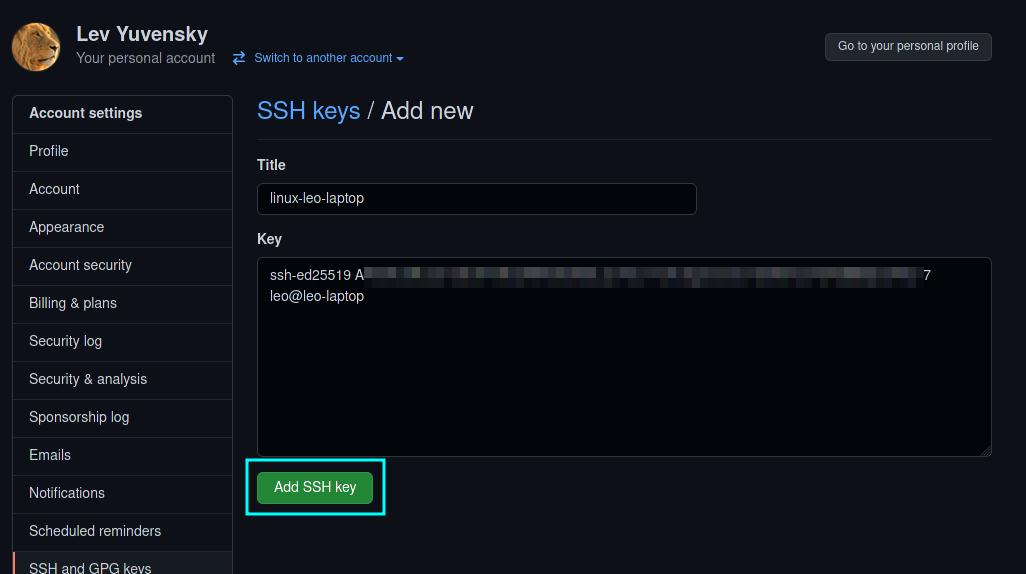 Lev Yuvensky
Your personal account
Switch to another account
Go to your personal profile
Account settings
Profile
Account
Appearance
Account security
Billing & plans
Security log
Security & analysis
Sponsorship log
Emails
Notifications
Scheduled reminders
SSH and GPG keys
SSH keys / Add new
Title
linux-leo-laptop
Key
ssh-ed25519 A 7
leo@leo-laptop
Add SSH key